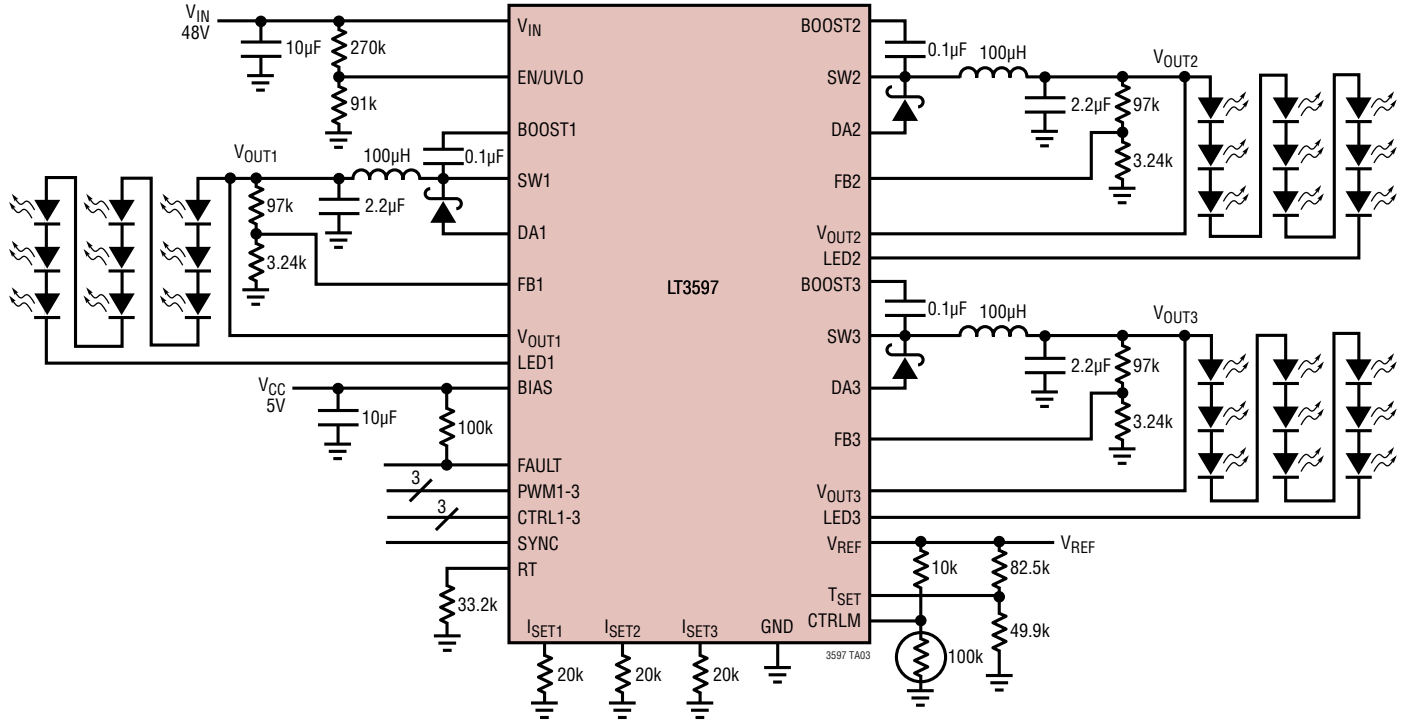 VIN
48V
10µF
270k
91k
VIN
EN/UVLO
BOOST1
SW1
DA1
FB1
VOUT1
LED1
BIAS
FAULT
PWM1-3
CTRL1-3
SYNC
RT
ISET1
ISET2
ISET3
GND
LT3597
BOOST2
SW2
DA2
FB2
VOUT2
LED2
BOOST3
SW3
DA3
FB3
VOUT3
LED3
VREF
TSET
CTRLM
3597 TA03
VOUT1
100µH
0.1µF
97k
2.2µF
3.24k
VCC
5V
10µF
100k
3
3
33.2k
20k
20k
20k
0.1µF
100µH
VOUT2
2.2µF
97k
3.24k
0.1µF
100µH
VOUT3
2.2µF
97k
3.24k
VREF
10k
82.5k
49.9k
100k